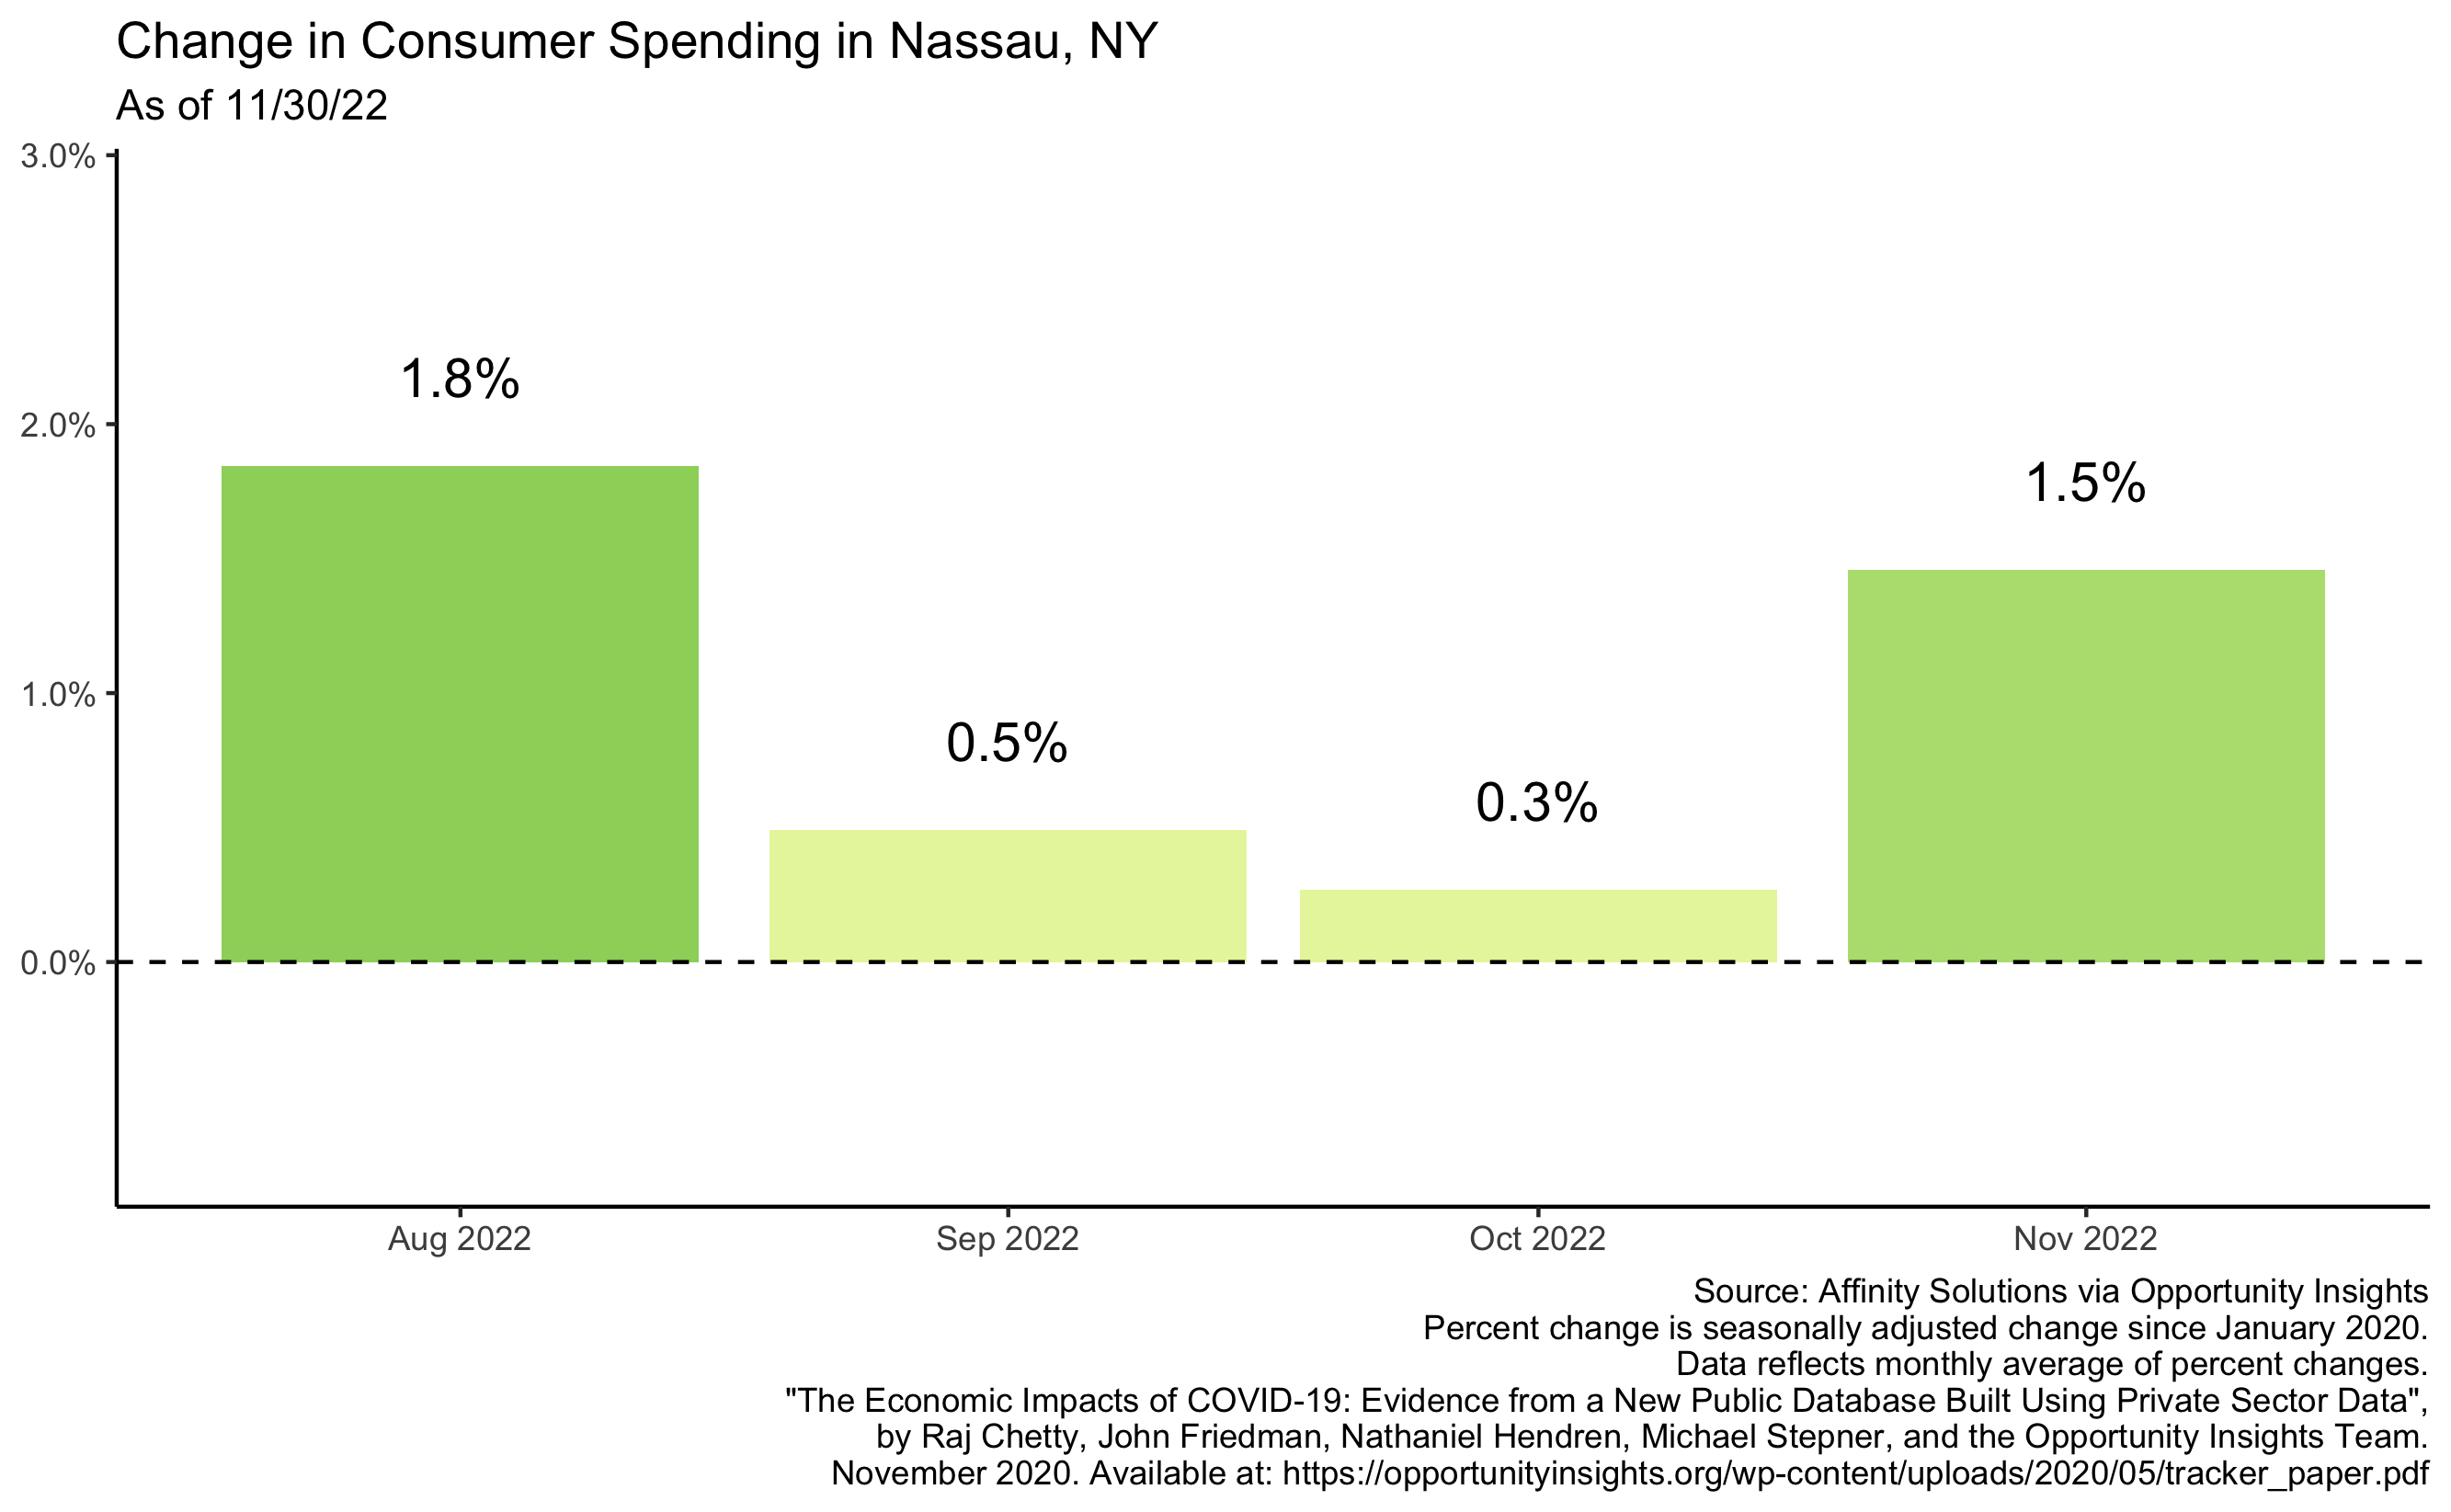 Change in Consumer Spending in Nassau, NY
As of 11/30/22
3.0%
2.0%
1.0%
0.0%
1.8%
0.5%
0.3%
1.5%
Aug 2022
Sep 2022
Oct 2022
Nov 2022
Source: Affinity Solutions via Opportunity Insights
Percent change is seasonally adjusted change since January 2020.
Data reflects monthly average of percent changes.
"The Economic Impacts of COVID-19: Evidence from a New Public Database Built Using Private Sector Data",
by Raj Chetty, John Friedman, Nathaniel Hendren, Michael Stepner, and the Opportunity Insights Team.
November 2020. Available at: https://opportunityinsights.org/wp-content/uploads/2020/05/tracker_paper.pdf